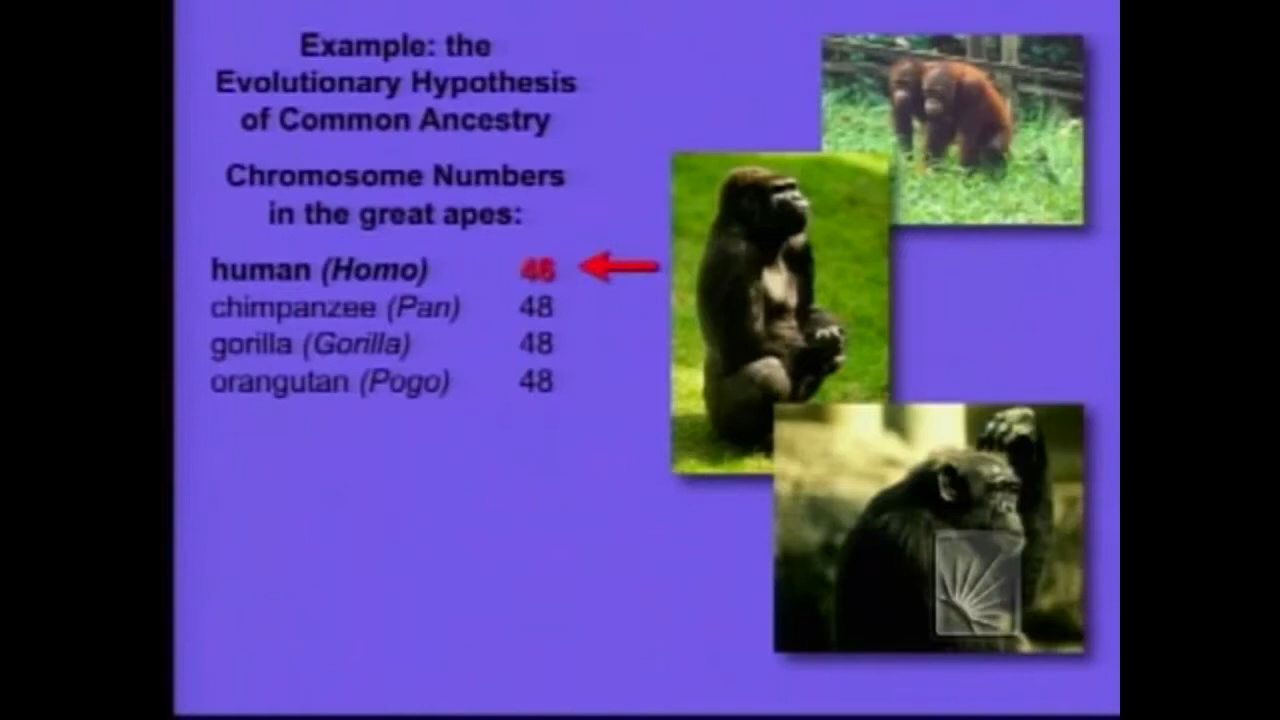 Example: the
Evolutionary Hypothesis
of Common Ancestry
Chromosome Numbers
in the great apes:
human (Homo) 46
chimpanzee (Pan) 48
gorilla (Gorilla) 48
orangutan (Pogo) 48